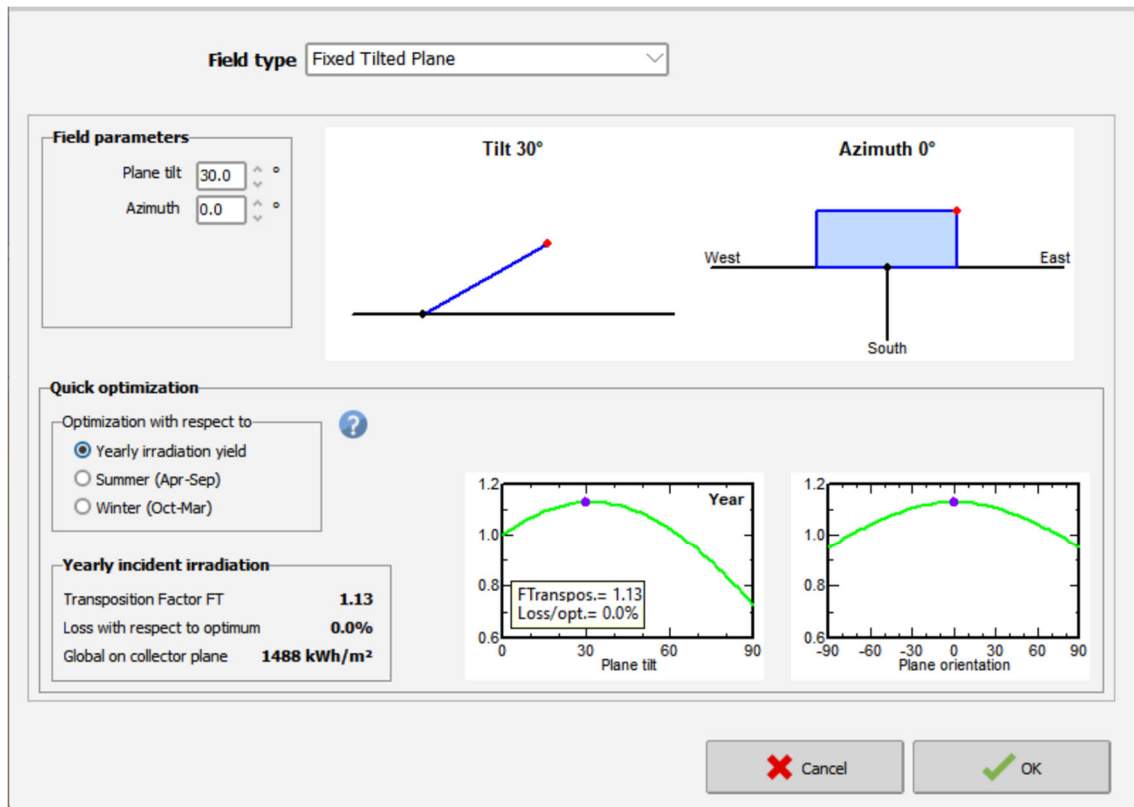 Field type Fixed Tilted Plane
Field parameters
Plane tilt 30.0 °
Azimuth 0.0 °
Tilt 30°
Azimuth 0°
West
East
South
Quick optimization
Optimization with respect to
Yearly irradiation yield
Summer (Apr-Sep)
Winter (Oct-Mar)
?
Yearly incident irradiation
Transposition Factor FT 1.13
Loss with respect to optimum 0.0%
Global on collector plane 1488 kWh/m²
1.2
1.0
0.8
0.6
Year
FTranspos.= 1.13
Loss/opt.= 0.0%
0 30 60 90
Plane tilt
1.2
1.0
0.8
0.6
-90 -60 -30 0 30 60 90
Plane orientation
Cancel
OK